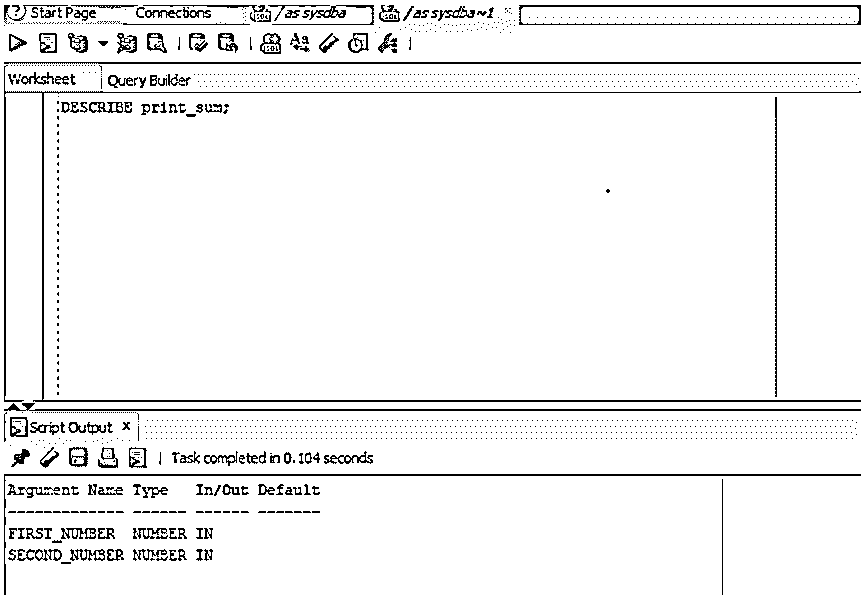 Start Page Connections /as sysdba /as sysdba~1
Worksheet Query Builder
DESCRIBE print_sum;
Script Output x
Task completed in 0.104 seconds
Argument Name Type In/Out Default
------------- ------ ------ -------
FIRST_NUMBER NUMBER IN
SECOND_NUMBER NUMBER IN